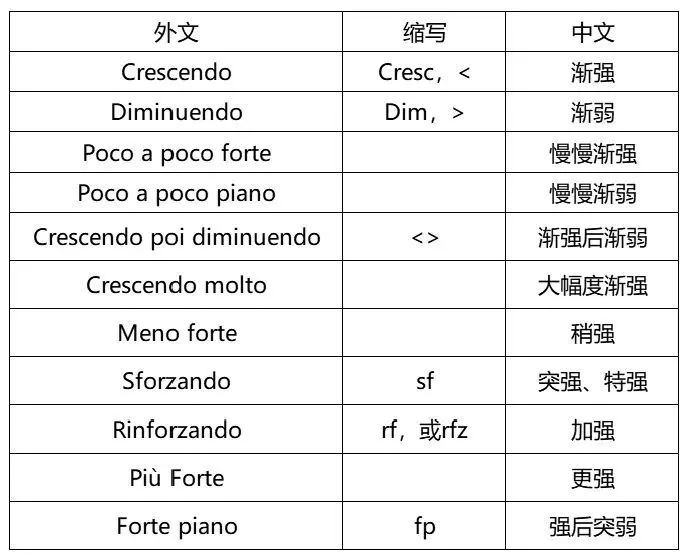 外文 缩写 中文
Crescendo Cresc，< 渐强
Diminuendo Dim，> 渐弱
Poco a poco forte 慢慢渐强
Poco a poco piano 慢慢渐弱
Crescendo poi diminuendo <> 渐强后渐弱
Crescendo molto 大幅度渐强
Meno forte 稍强
Sforzando sf 突强、特强
Rinforzando rf，或rfz 加强
Più Forte 更强
Forte piano fp 强后突弱